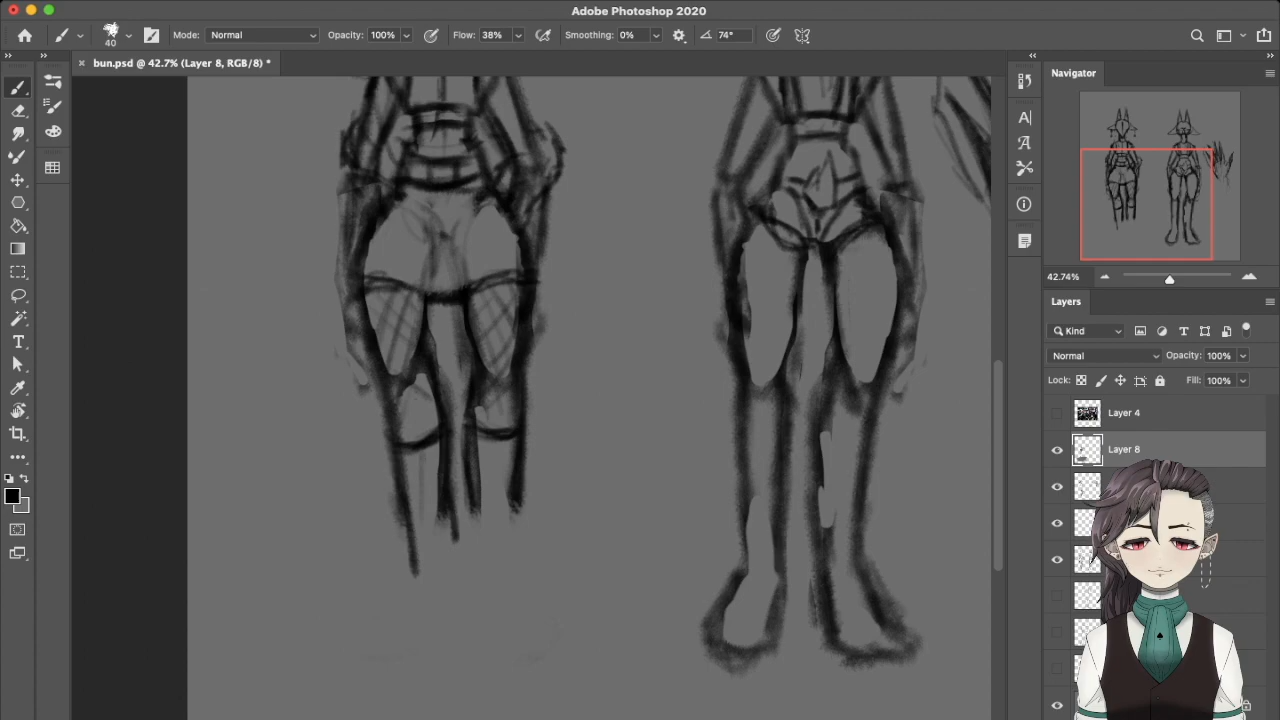 Adobe Photoshop 2020
40
Mode: Normal
Opacity: 100%
Flow: 38%
Smoothing: 0%
74°
bun.psd @ 42.7% (Layer 8, RGB/8) *
Navigator
42.74%
Layers
Kind
Normal
Opacity: 100%
Lock:
Fill: 100%
Layer 4
Layer 8